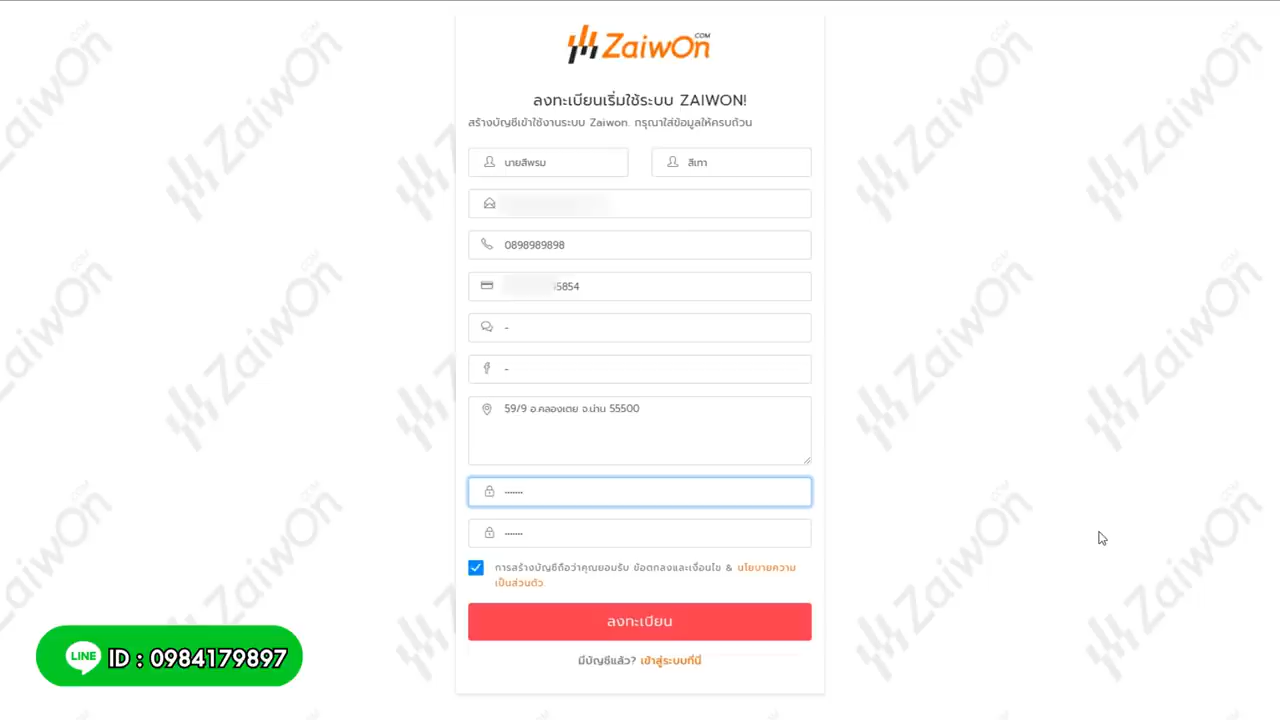 ZaiwOn.COM
ลงทะเบียนเริ่มใช้ระบบ ZAIWON!
สร้างบัญชีเข้าใช้งานระบบ Zaiwon. กรุณาใส่ข้อมูลให้ครบถ้วน
นายสีพรม
สีเทา
0898989898
5854
-
-
59/9 อ.คลองเตย จ.น่าน 55500
การสร้างบัญชีถือว่าคุณยอมรับ ข้อตกลงและเงื่อนไข & นโยบายความ
เป็นส่วนตัว
ลงทะเบียน
มีบัญชีแล้ว? เข้าสู่ระบบที่นี่
LINE ID : 0984179897